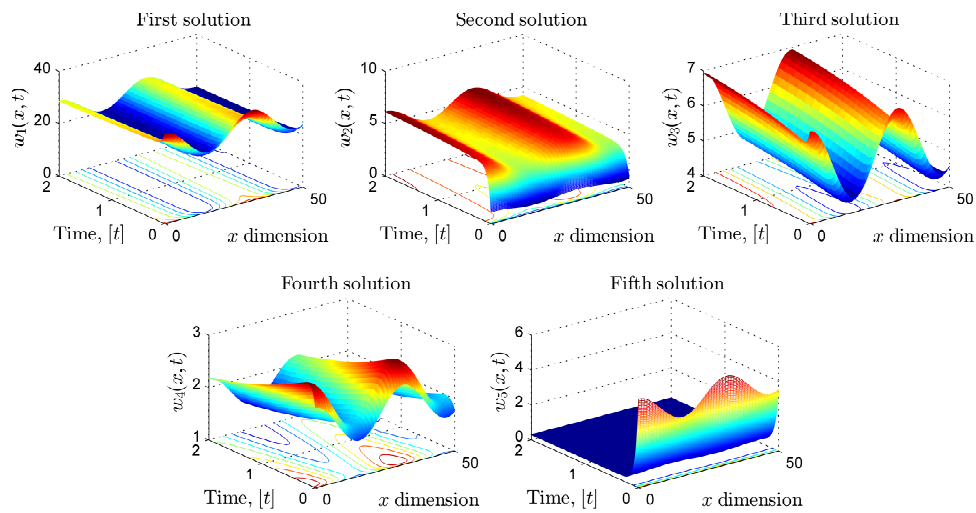 First solution
Second solution
Third solution
40
20
0
w₁(x, t)
2
1
0
Time, [t]
0
50
x dimension
10
5
0
w₂(x, t)
2
1
0
Time, [t]
0
50
x dimension
7
6
5
4
w₃(x, t)
2
1
0
Time, [t]
0
50
x dimension
Fourth solution
Fifth solution
3
2
1
w₄(x, t)
2
1
0
Time, [t]
0
50
x dimension
6
4
2
0
w₅(x, t)
2
1
0
Time, [t]
0
50
x dimension